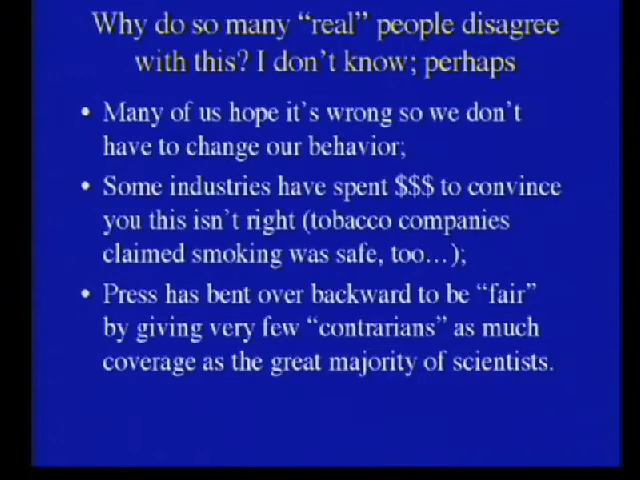 Why do so many “real” people disagree
with this? I don’t know; perhaps
• Many of us hope it’s wrong so we don’t
have to change our behavior;
• Some industries have spent $$$ to convince
you this isn’t right (tobacco companies
claimed smoking was safe, too…);
• Press has bent over backward to be “fair”
by giving very few “contrarians” as much
coverage as the great majority of scientists.